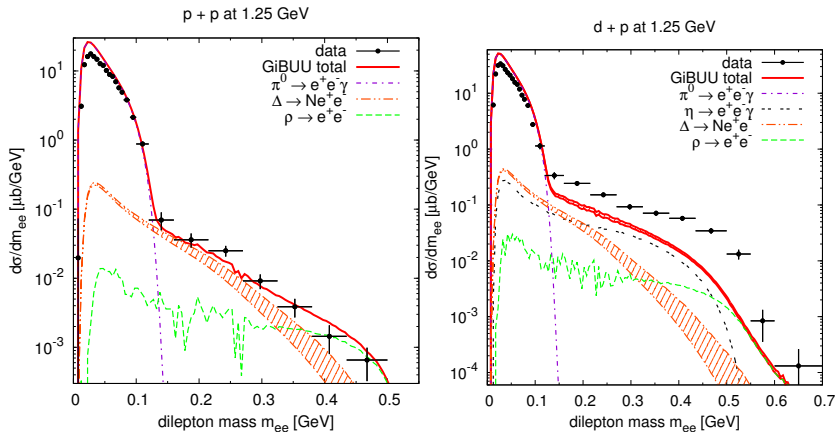 p + p at 1.25 GeV
data
GiBUU total
π⁰ → e⁺e⁻γ
Δ → Ne⁺e⁻
ρ → e⁺e⁻
dσ/dm_ee [μb/GeV]
10¹
10⁰
10⁻¹
10⁻²
10⁻³
0 0.1 0.2 0.3 0.4 0.5
dilepton mass m_ee [GeV]
d + p at 1.25 GeV
data
GiBUU total
π⁰ → e⁺e⁻γ
η → e⁺e⁻γ
Δ → Ne⁺e⁻
ρ → e⁺e⁻
dσ/dm_ee [μb/GeV]
10¹
10⁰
10⁻¹
10⁻²
10⁻³
10⁻⁴
0 0.1 0.2 0.3 0.4 0.5 0.6 0.7
dilepton mass m_ee [GeV]